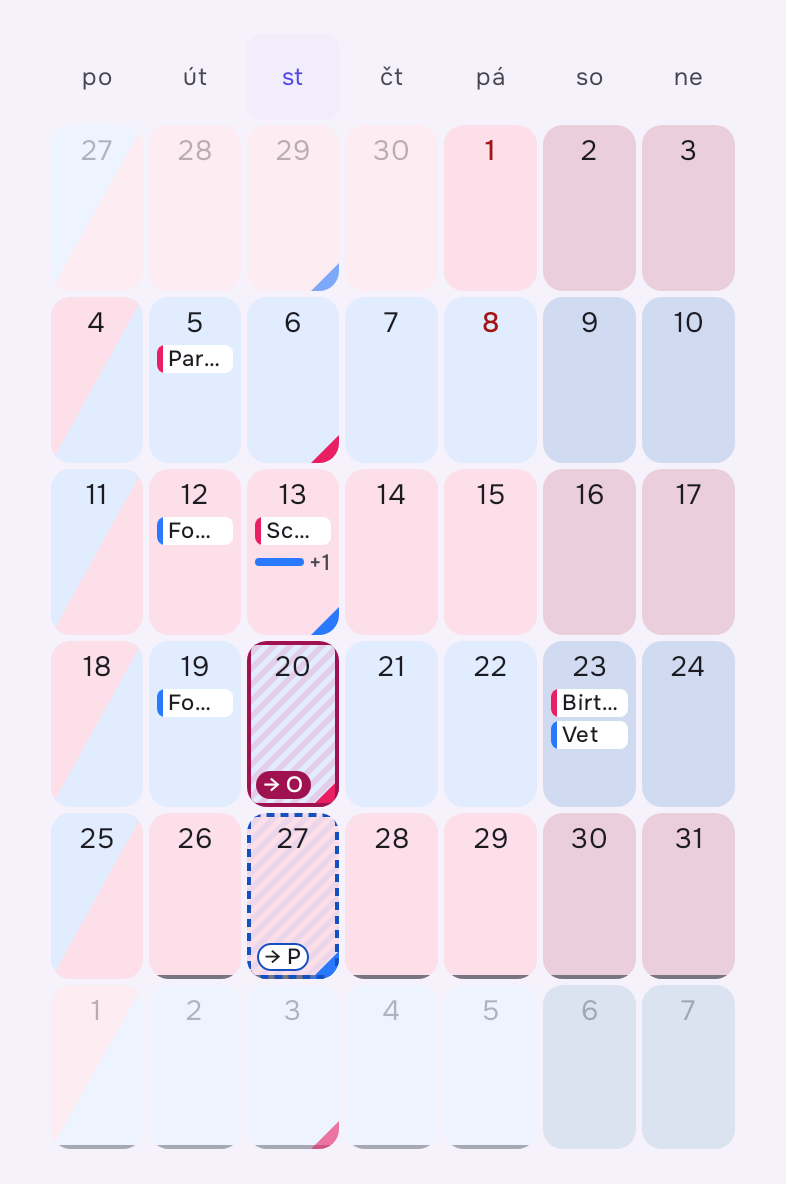 po út st čt pá so ne
27 28 29 30 1 2 3
4 5 6 7 8 9 10
Par...
11 12 13 14 15 16 17
Fo... Sc...
+1
18 19 20 21 22 23 24
Fo... Birt...
Vet
→ O
25 26 27 28 29 30 31
→ P
1 2 3 4 5 6 7